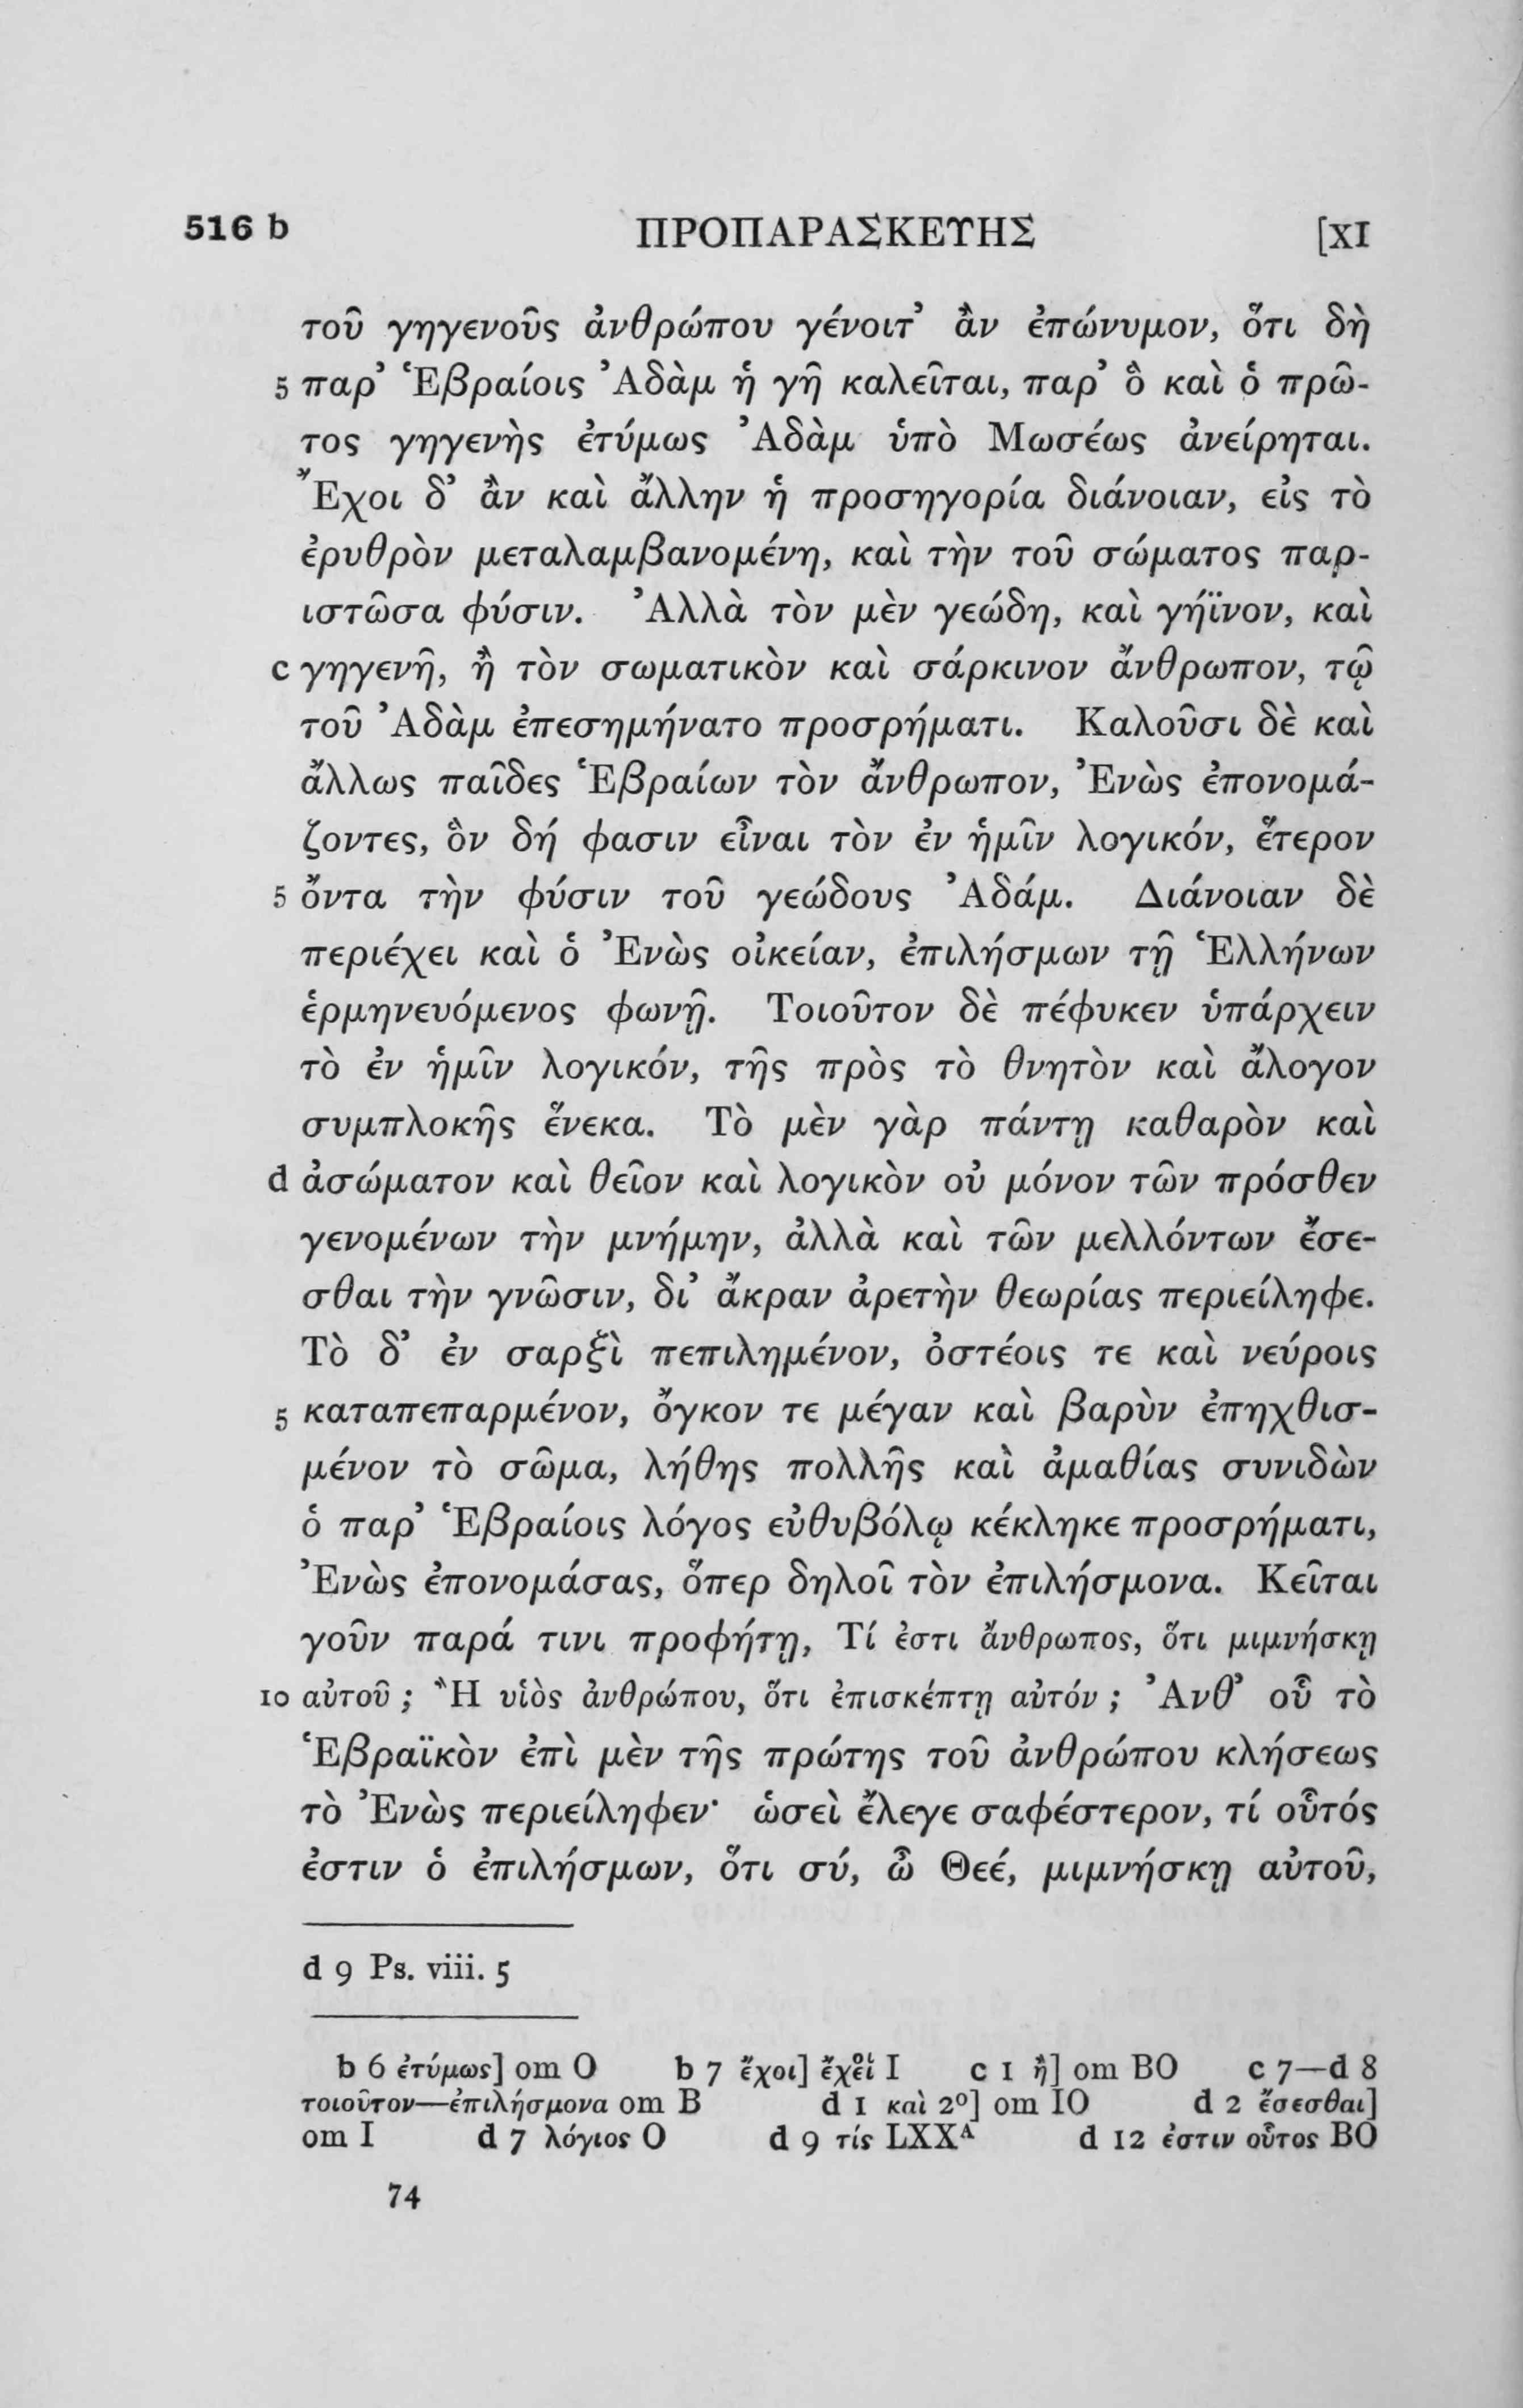 516 b ΠΡΟΠΑΡΑΣΚΕΥΗΣ [XI
τοῦ γηγενοῦς ἀνθρώπου γένοιτ’ ἂν ἐπώνυμον, ὅτι δὴ
5 παρ’ Ἑβραίοις Ἀδὰμ ἡ γῆ καλεῖται, παρ’ ὃ καὶ ὁ πρῶ-
τος γηγενὴς ἐτύμως Ἀδὰμ ὑπὸ Μωσέως ἀνείρηται.
Ἔχοι δ’ ἂν καὶ ἄλλην ἡ προσηγορία διάνοιαν, εἰς τὸ
ἐρυθρὸν μεταλαμβανομένη, καὶ τὴν τοῦ σώματος παρ-
ιστῶσα φύσιν. Ἀλλὰ τὸν μὲν γεώδη, καὶ γήϊνον, καὶ
c γηγενῆ, ἢ τὸν σωματικὸν καὶ σάρκινον ἄνθρωπον, τῷ
τοῦ Ἀδὰμ ἐπεσημήνατο προσρήματι. Καλοῦσι δὲ καὶ
ἄλλως παῖδες Ἑβραίων τὸν ἄνθρωπον, Ἐνὼς ἐπονομά-
ζοντες, ὃν δή φασιν εἶναι τὸν ἐν ἡμῖν λογικόν, ἕτερον
5 ὄντα τὴν φύσιν τοῦ γεώδους Ἀδάμ. Διάνοιαν δὲ
περιέχει καὶ ὁ Ἐνὼς οἰκείαν, ἐπιλήσμων τῇ Ἑλλήνων
ἑρμηνευόμενος φωνῇ. Τοιοῦτον δὲ πέφυκεν ὑπάρχειν
τὸ ἐν ἡμῖν λογικόν, τῆς πρὸς τὸ θνητὸν καὶ ἄλογον
συμπλοκῆς ἕνεκα. Τὸ μὲν γὰρ πάντῃ καθαρὸν καὶ
d ἀσώματον καὶ θεῖον καὶ λογικὸν οὐ μόνον τῶν πρόσθεν
γενομένων τὴν μνήμην, ἀλλὰ καὶ τῶν μελλόντων ἔσε-
σθαι τὴν γνῶσιν, δι’ ἄκραν ἀρετὴν θεωρίας περιείληφε.
Τὸ δ’ ἐν σαρξὶ πεπιλημένον, ὀστέοις τε καὶ νεύροις
5 καταπεπαρμένον, ὄγκον τε μέγαν καὶ βαρὺν ἐπηχθισ-
μένον τὸ σῶμα, λήθης πολλῆς καὶ ἀμαθίας συνιδὼν
ὁ παρ’ Ἑβραίοις λόγος εὐθυβόλῳ κέκληκε προσρήματι,
Ἐνὼς ἐπονομάσας, ὅπερ δηλοῖ τὸν ἐπιλήσμονα. Κεῖται
γοῦν παρά τινι προφήτῃ, Τί ἐστι ἄνθρωπος, ὅτι μιμνήσκῃ
10 αὐτοῦ ; Ἢ υἱὸς ἀνθρώπου, ὅτι ἐπισκέπτῃ αὐτόν ; Ἀνθ’ οὗ τὸ
Ἑβραϊκὸν ἐπὶ μὲν τῆς πρώτης τοῦ ἀνθρώπου κλήσεως
τὸ Ἐνὼς περιείληφεν· ὡσεὶ ἔλεγε σαφέστερον, τί οὗτός
ἐστιν ὁ ἐπιλήσμων, ὅτι σύ, ὦ Θεέ, μιμνήσκῃ αὐτοῦ,
d 9 Ps. viii. 5
b 6 ἐτύμως] om O b 7 ἔχοι] ἔχει^οι I c 1 ἢ] om BO c 7—d 8
τοιοῦτον—ἐπιλήσμονα om B d 1 καὶ 2⁰] om IO d 2 ἔσεσθαι]
om I d 7 λόγιος O d 9 τίς LXXᴬ d 12 ἐστιν οὗτος BO
74